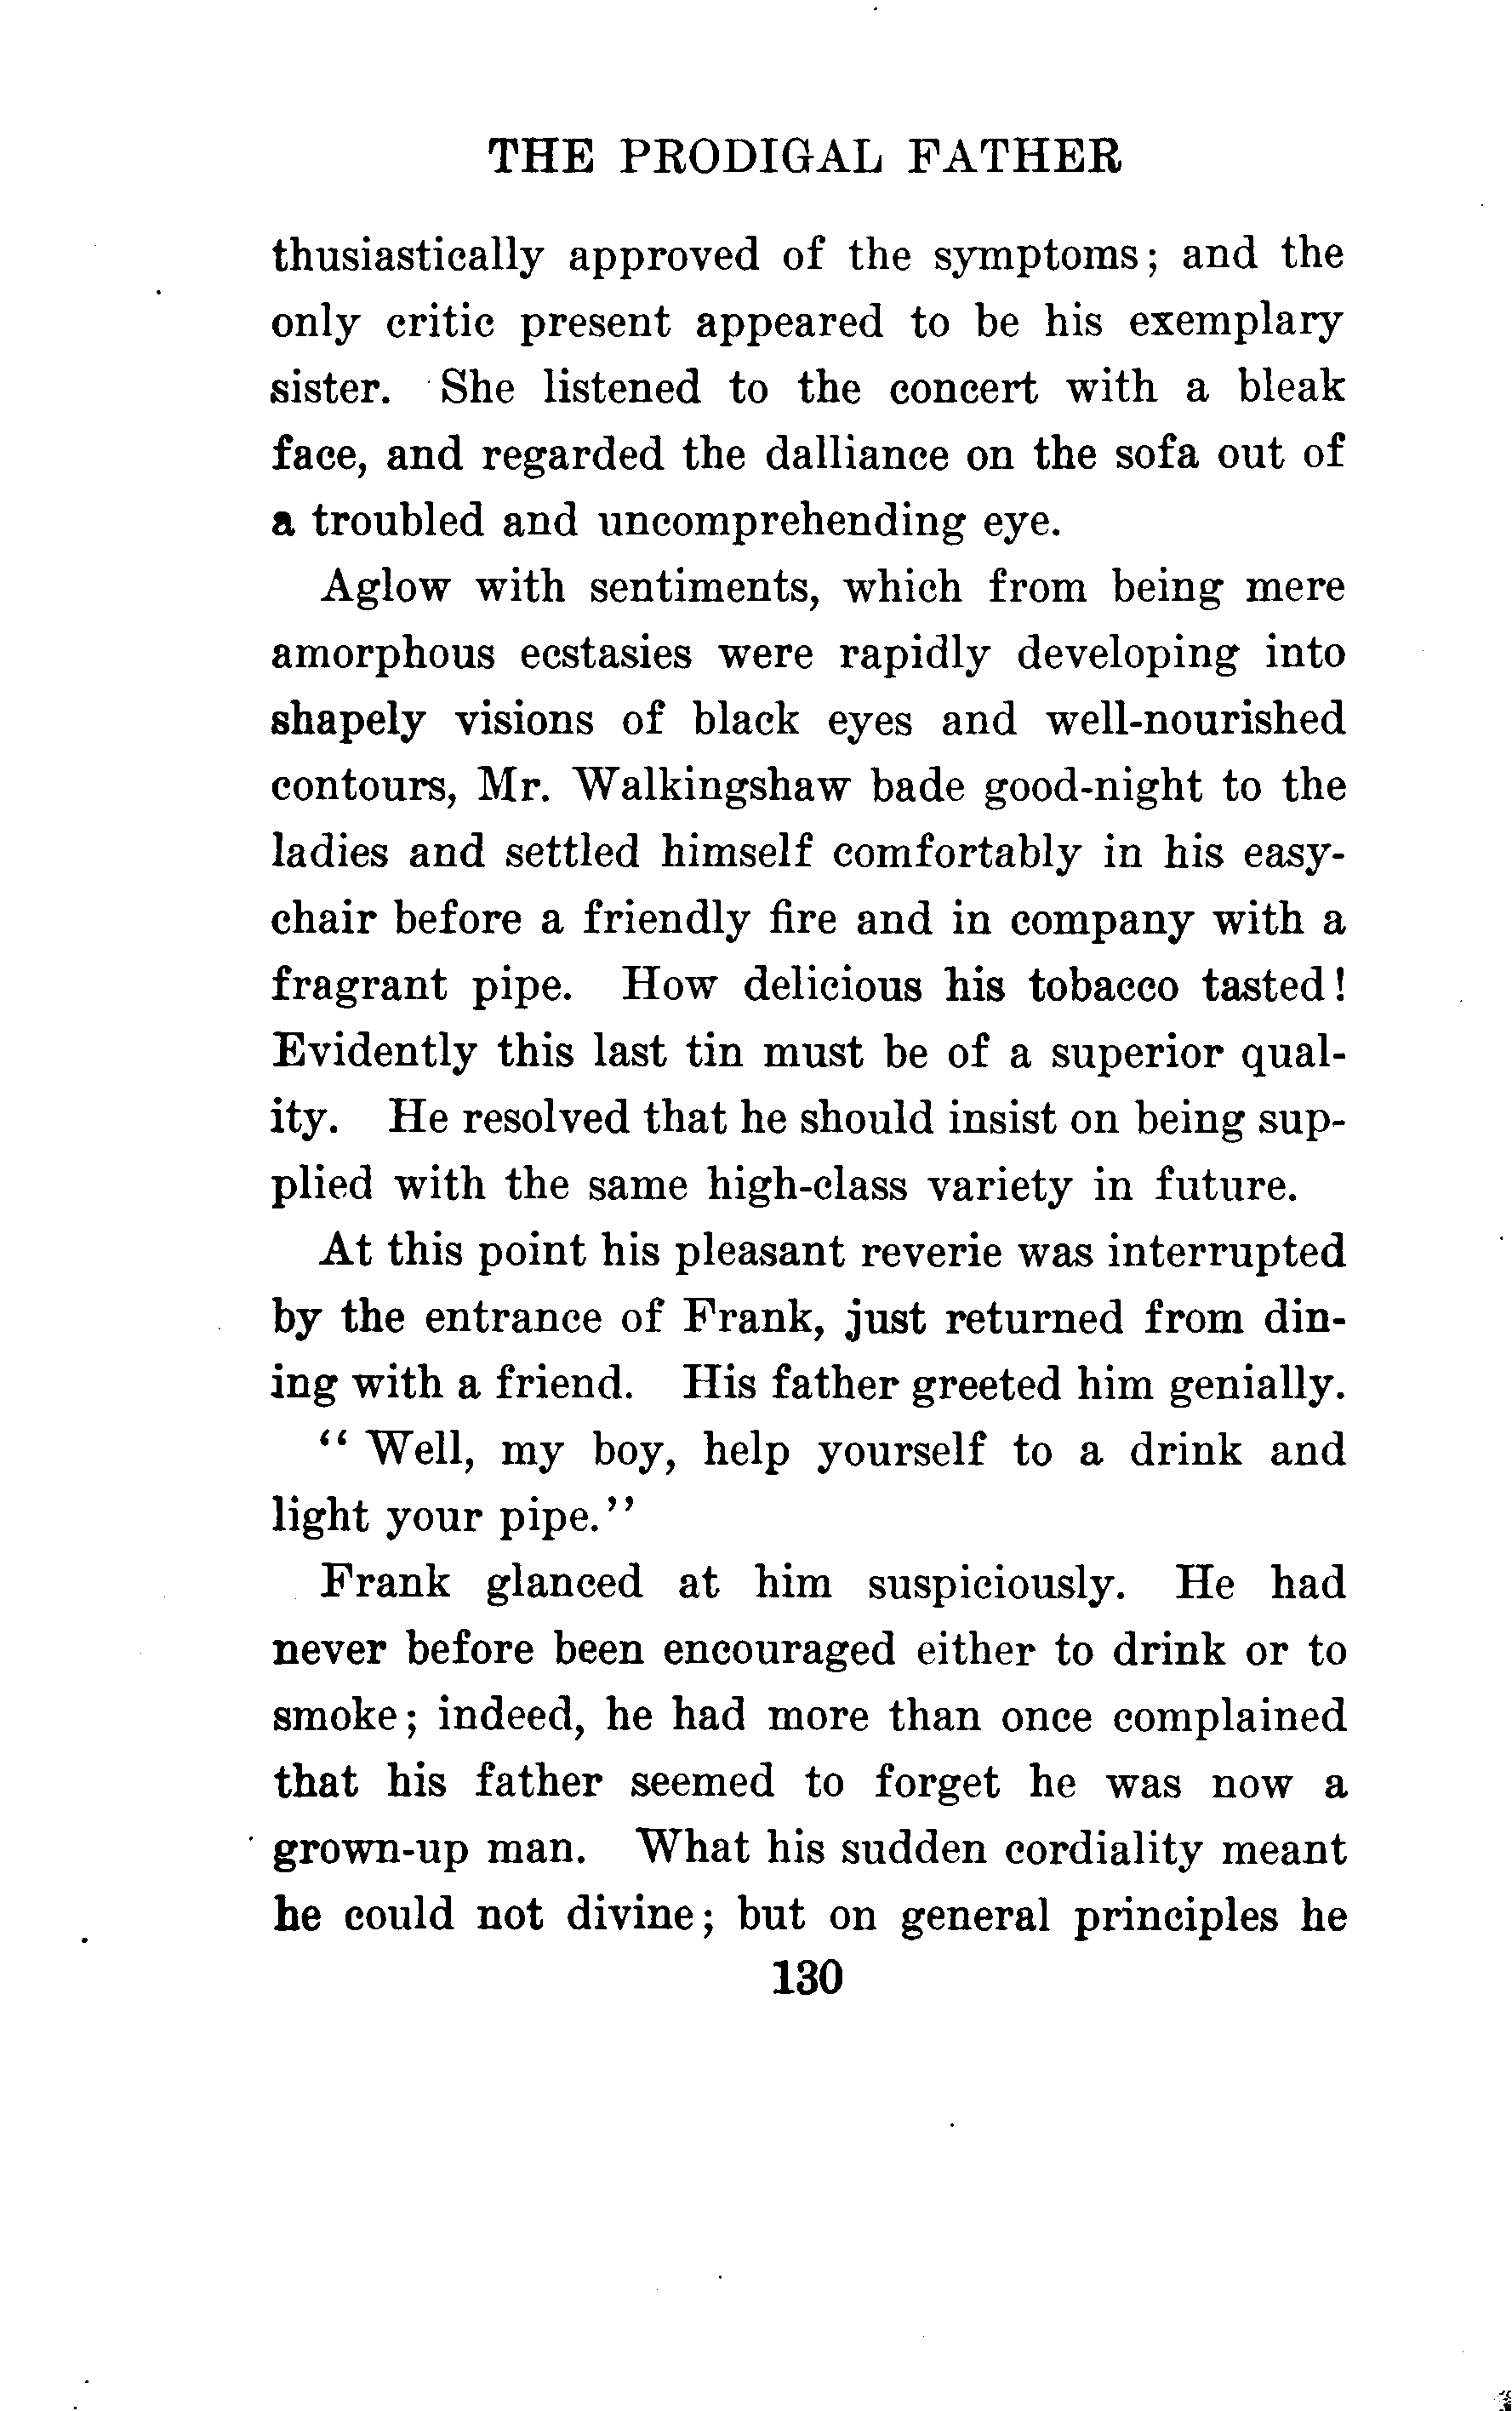 THE PRODIGAL FATHER
thusiastically approved of the symptoms; and the
only critic present appeared to be his exemplary
sister. She listened to the concert with a bleak
face, and regarded the dalliance on the sofa out of
a troubled and uncomprehending eye.
Aglow with sentiments, which from being mere
amorphous ecstasies were rapidly developing into
shapely visions of black eyes and well-nourished
contours, Mr. Walkingshaw bade good-night to the
ladies and settled himself comfortably in his easy-
chair before a friendly fire and in company with a
fragrant pipe. How delicious his tobacco tasted!
Evidently this last tin must be of a superior qual-
ity. He resolved that he should insist on being sup-
plied with the same high-class variety in future.
At this point his pleasant reverie was interrupted
by the entrance of Frank, just returned from din-
ing with a friend. His father greeted him genially.
"Well, my boy, help yourself to a drink and
light your pipe."
Frank glanced at him suspiciously. He had
never before been encouraged either to drink or to
smoke; indeed, he had more than once complained
that his father seemed to forget he was now a
grown-up man. What his sudden cordiality meant
he could not divine; but on general principles he
130